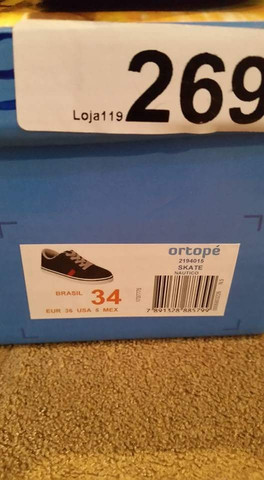 Loja119 269
ortopé
2194015
SKATE
NAUTICO
BRASIL 34
EUR 36 USA 4 MEX